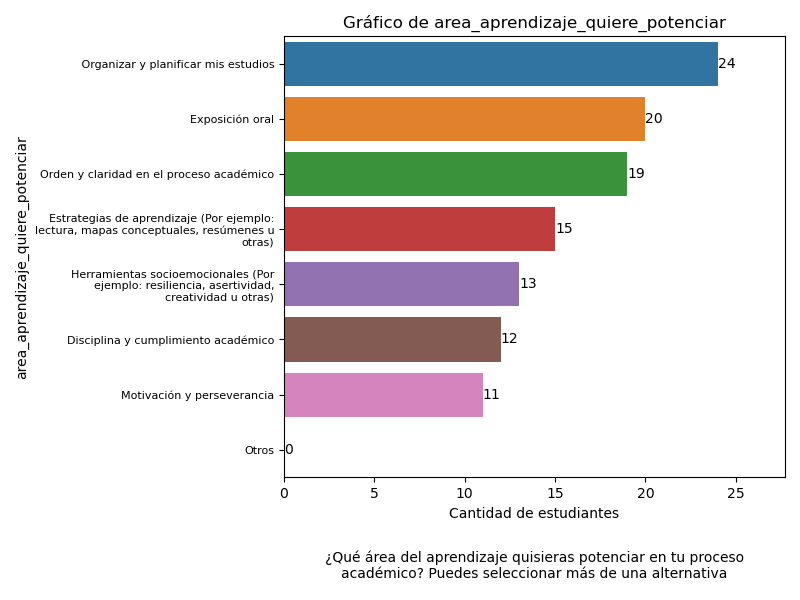 Gráfico de area_aprendizaje_quiere_potenciar
area_aprendizaje_quiere_potenciar
Organizar y planificar mis estudios
24
Exposición oral
20
Orden y claridad en el proceso académico
19
Estrategias de aprendizaje (Por ejemplo:
lectura, mapas conceptuales, resúmenes u
otras)
15
Herramientas socioemocionales (Por
ejemplo: resiliencia, asertividad,
creatividad u otras)
13
Disciplina y cumplimiento académico
12
Motivación y perseverancia
11
Otros
0
0 5 10 15 20 25
Cantidad de estudiantes
¿Qué área del aprendizaje quisieras potenciar en tu proceso
académico? Puedes seleccionar más de una alternativa